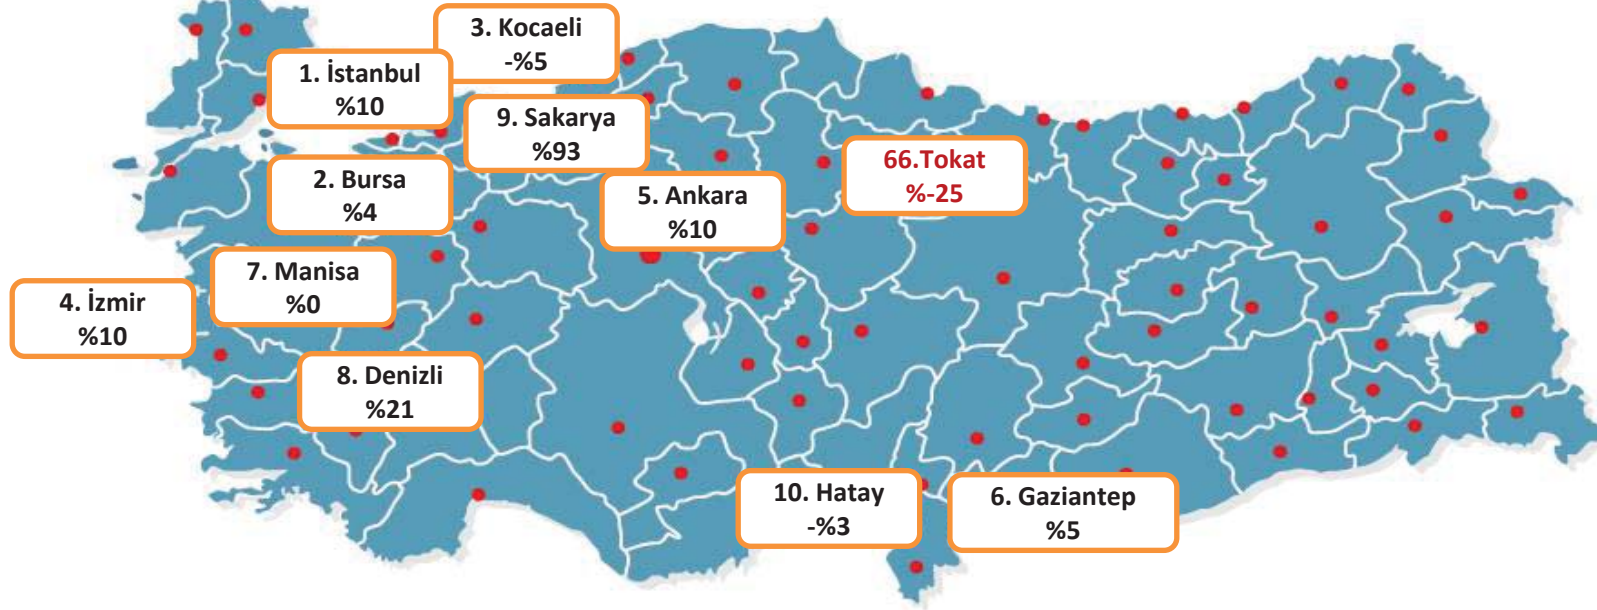 3. Kocaeli
-%5
1. İstanbul
%10
9. Sakarya
%93
66.Tokat
%-25
2. Bursa
%4
5. Ankara
%10
7. Manisa
%0
4. İzmir
%10
8. Denizli
%21
10. Hatay
-%3
6. Gaziantep
%5